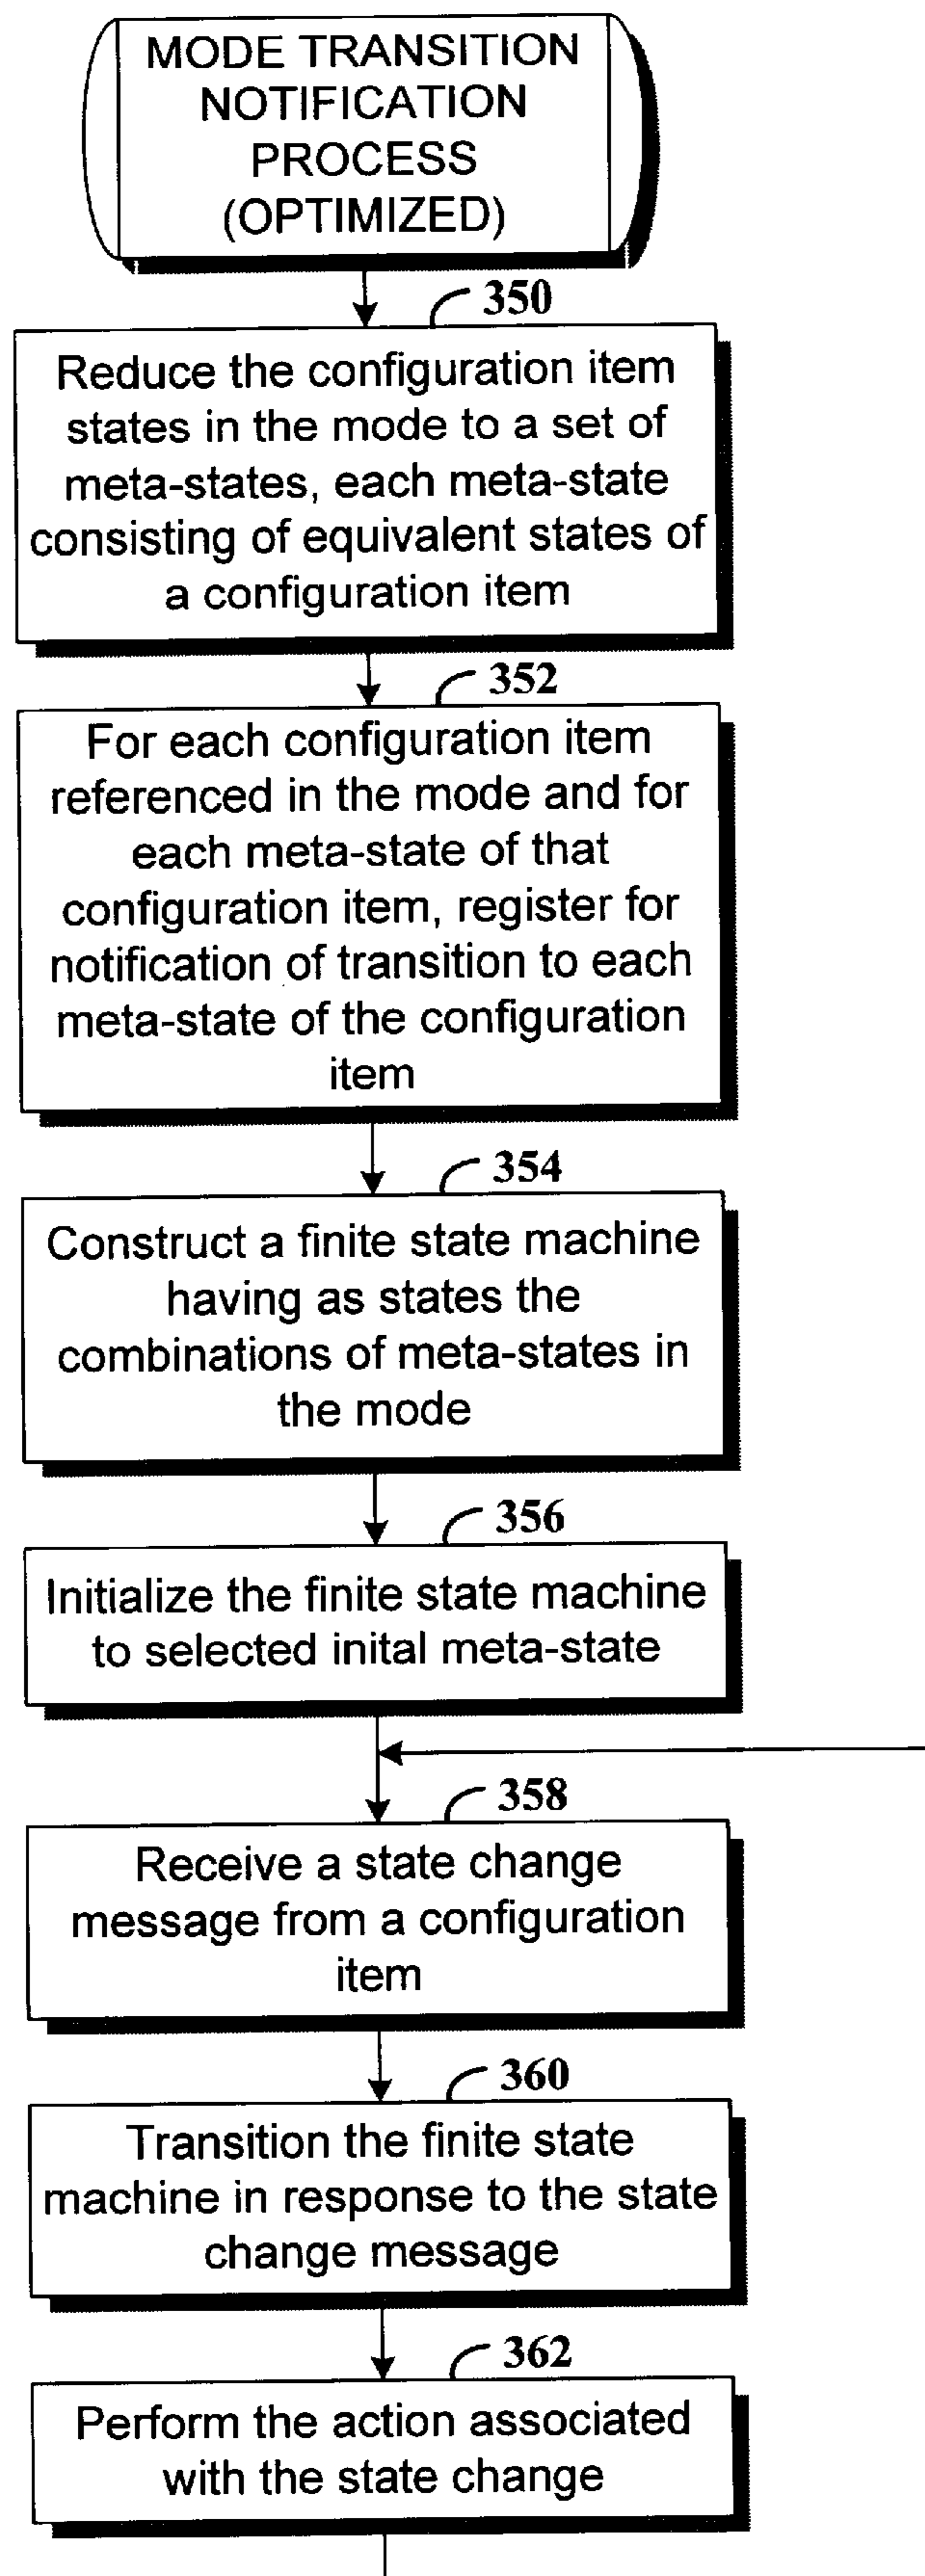 MODE TRANSITION
NOTIFICATION
PROCESS
(OPTIMIZED)
350
Reduce the configuration item
states in the mode to a set of
meta-states, each meta-state
consisting of equivalent states of
a configuration item
352
For each configuration item
referenced in the mode and for
each meta-state of that
configuration item, register for
notification of transition to each
meta-state of the configuration
item
354
Construct a finite state machine
having as states the
combinations of meta-states in
the mode
356
Initialize the finite state machine
to selected inital meta-state
358
Receive a state change
message from a configuration
item
360
Transition the finite state
machine in response to the state
change message
362
Perform the action associated
with the state change